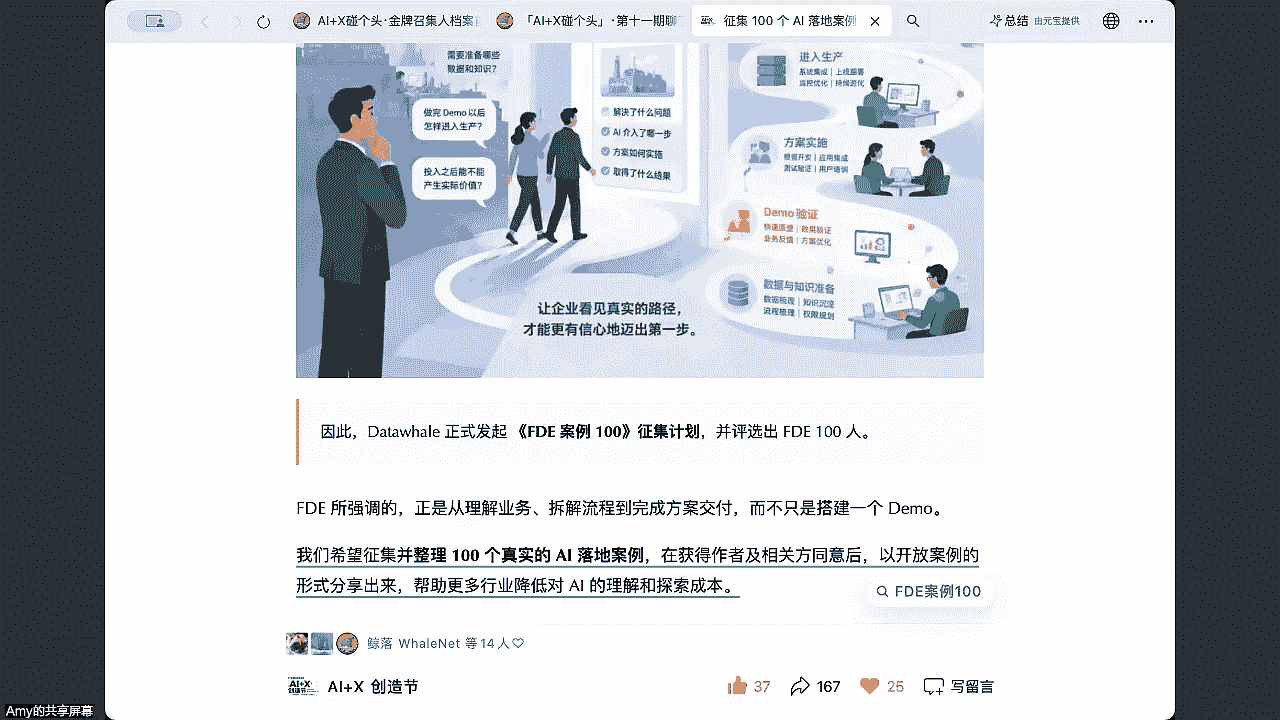 AI+X碰个头·金牌召集人档案
「AI+X碰个头」·第十一期聊
征集 100 个 AI 落地案例
总结 由元宝提供
需要准备哪些
数据和知识？
做完 Demo 以后
怎样进入生产？
投入之后能不能
产生实际价值？
解决了什么问题
AI 介入了哪一步
方案如何实施
取得了什么结果
让企业看见真实的路径，
才能更有信心地迈出第一步。
进入生产
系统集成 | 上线部署
监控优化 | 持续进化
方案实施
根据开发 | 应用集成
测试验证 | 用户培训
Demo 验证
快速原型 | 效果验证
业务反馈 | 方案优化
数据与知识准备
数据梳理 | 知识沉淀
流程梳理 | 权限规划
因此，Datawhale 正式发起 《FDE 案例 100》征集计划，并评选出 FDE 100 人。
FDE 所强调的，正是从理解业务、拆解流程到完成方案交付，而不只是搭建一个 Demo。
我们希望征集并整理 100 个真实的 AI 落地案例，在获得作者及相关方同意后，以开放案例的
形式分享出来，帮助更多行业降低对 AI 的理解和探索成本。
FDE案例100
鲸落 WhaleNet 等14人
AI+X 创造节
37
167
25
写留言
Amy的共享屏幕